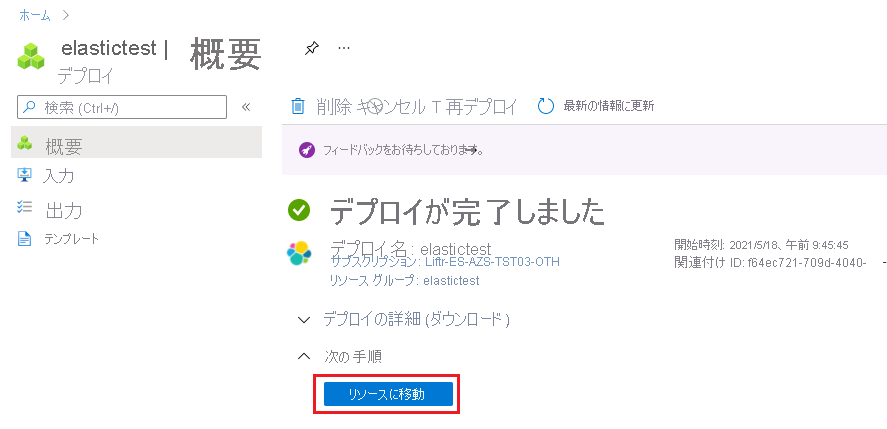 ホーム
elastictest | 概要
デプロイ
検索 (Ctrl+/)
«
削除 キャンセル T 再デプロイ 最新の情報に更新
概要
入力
出力
テンプレート
フィードバックをお待ちしております。
デプロイが完了しました
デプロイ名 : elastictest
サブスクリプション : Liftr-ES-AZS-TST03-OTH
リソース グループ : elastictest
開始時刻: 2021/5/18、午前 9:45:45
関連付け ID: f64ec721-709d-4040-
デプロイの詳細 (ダウンロード )
次の 手順
リソースに移動